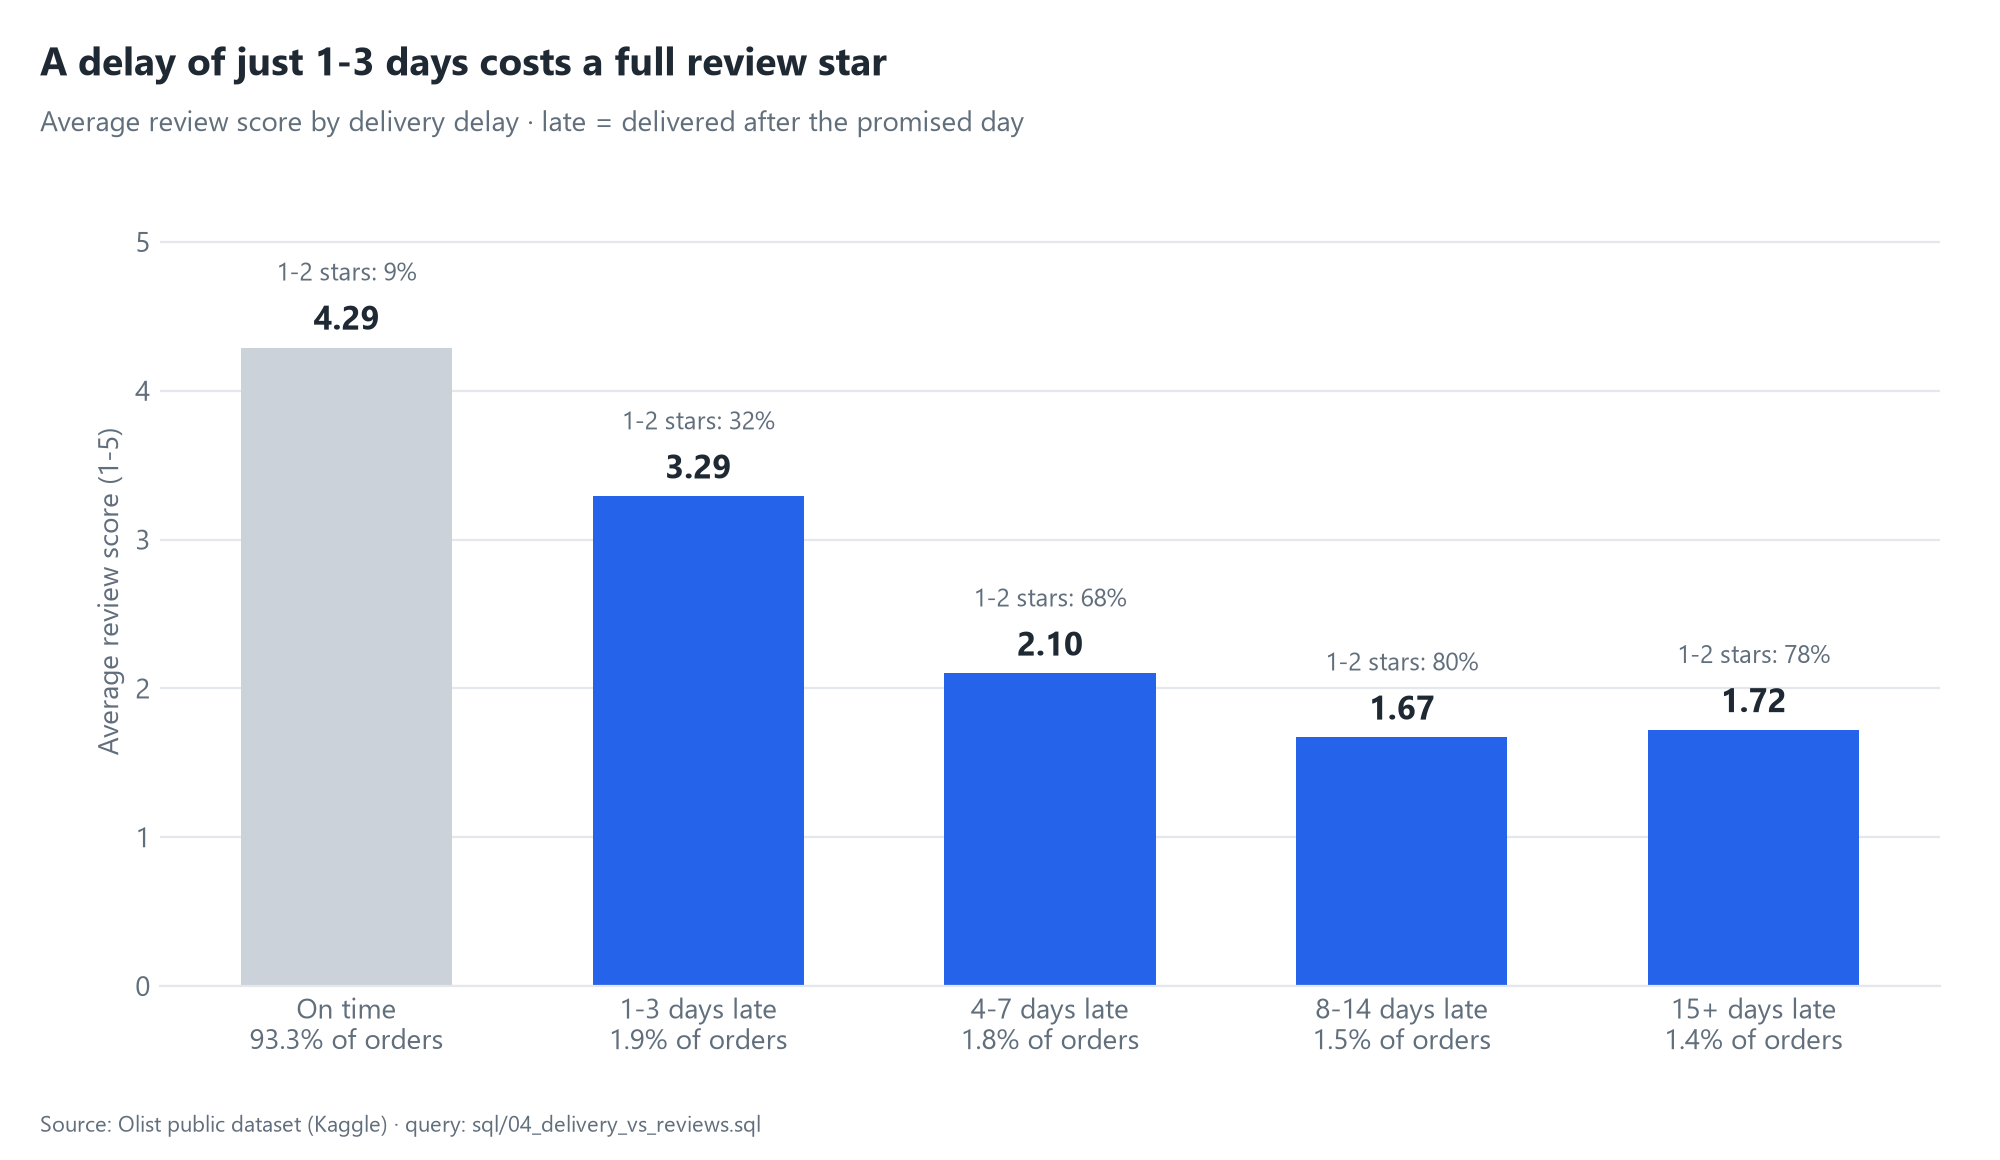 A delay of just 1-3 days costs a full review star
Average review score by delivery delay · late = delivered after the promised day
Average review score (1-5)
5
4
3
2
1
0
1-2 stars: 9%
4.29
1-2 stars: 32%
3.29
1-2 stars: 68%
2.10
1-2 stars: 80%
1.67
1-2 stars: 78%
1.72
On time
93.3% of orders
1-3 days late
1.9% of orders
4-7 days late
1.8% of orders
8-14 days late
1.5% of orders
15+ days late
1.4% of orders
Source: Olist public dataset (Kaggle) · query: sql/04_delivery_vs_reviews.sql